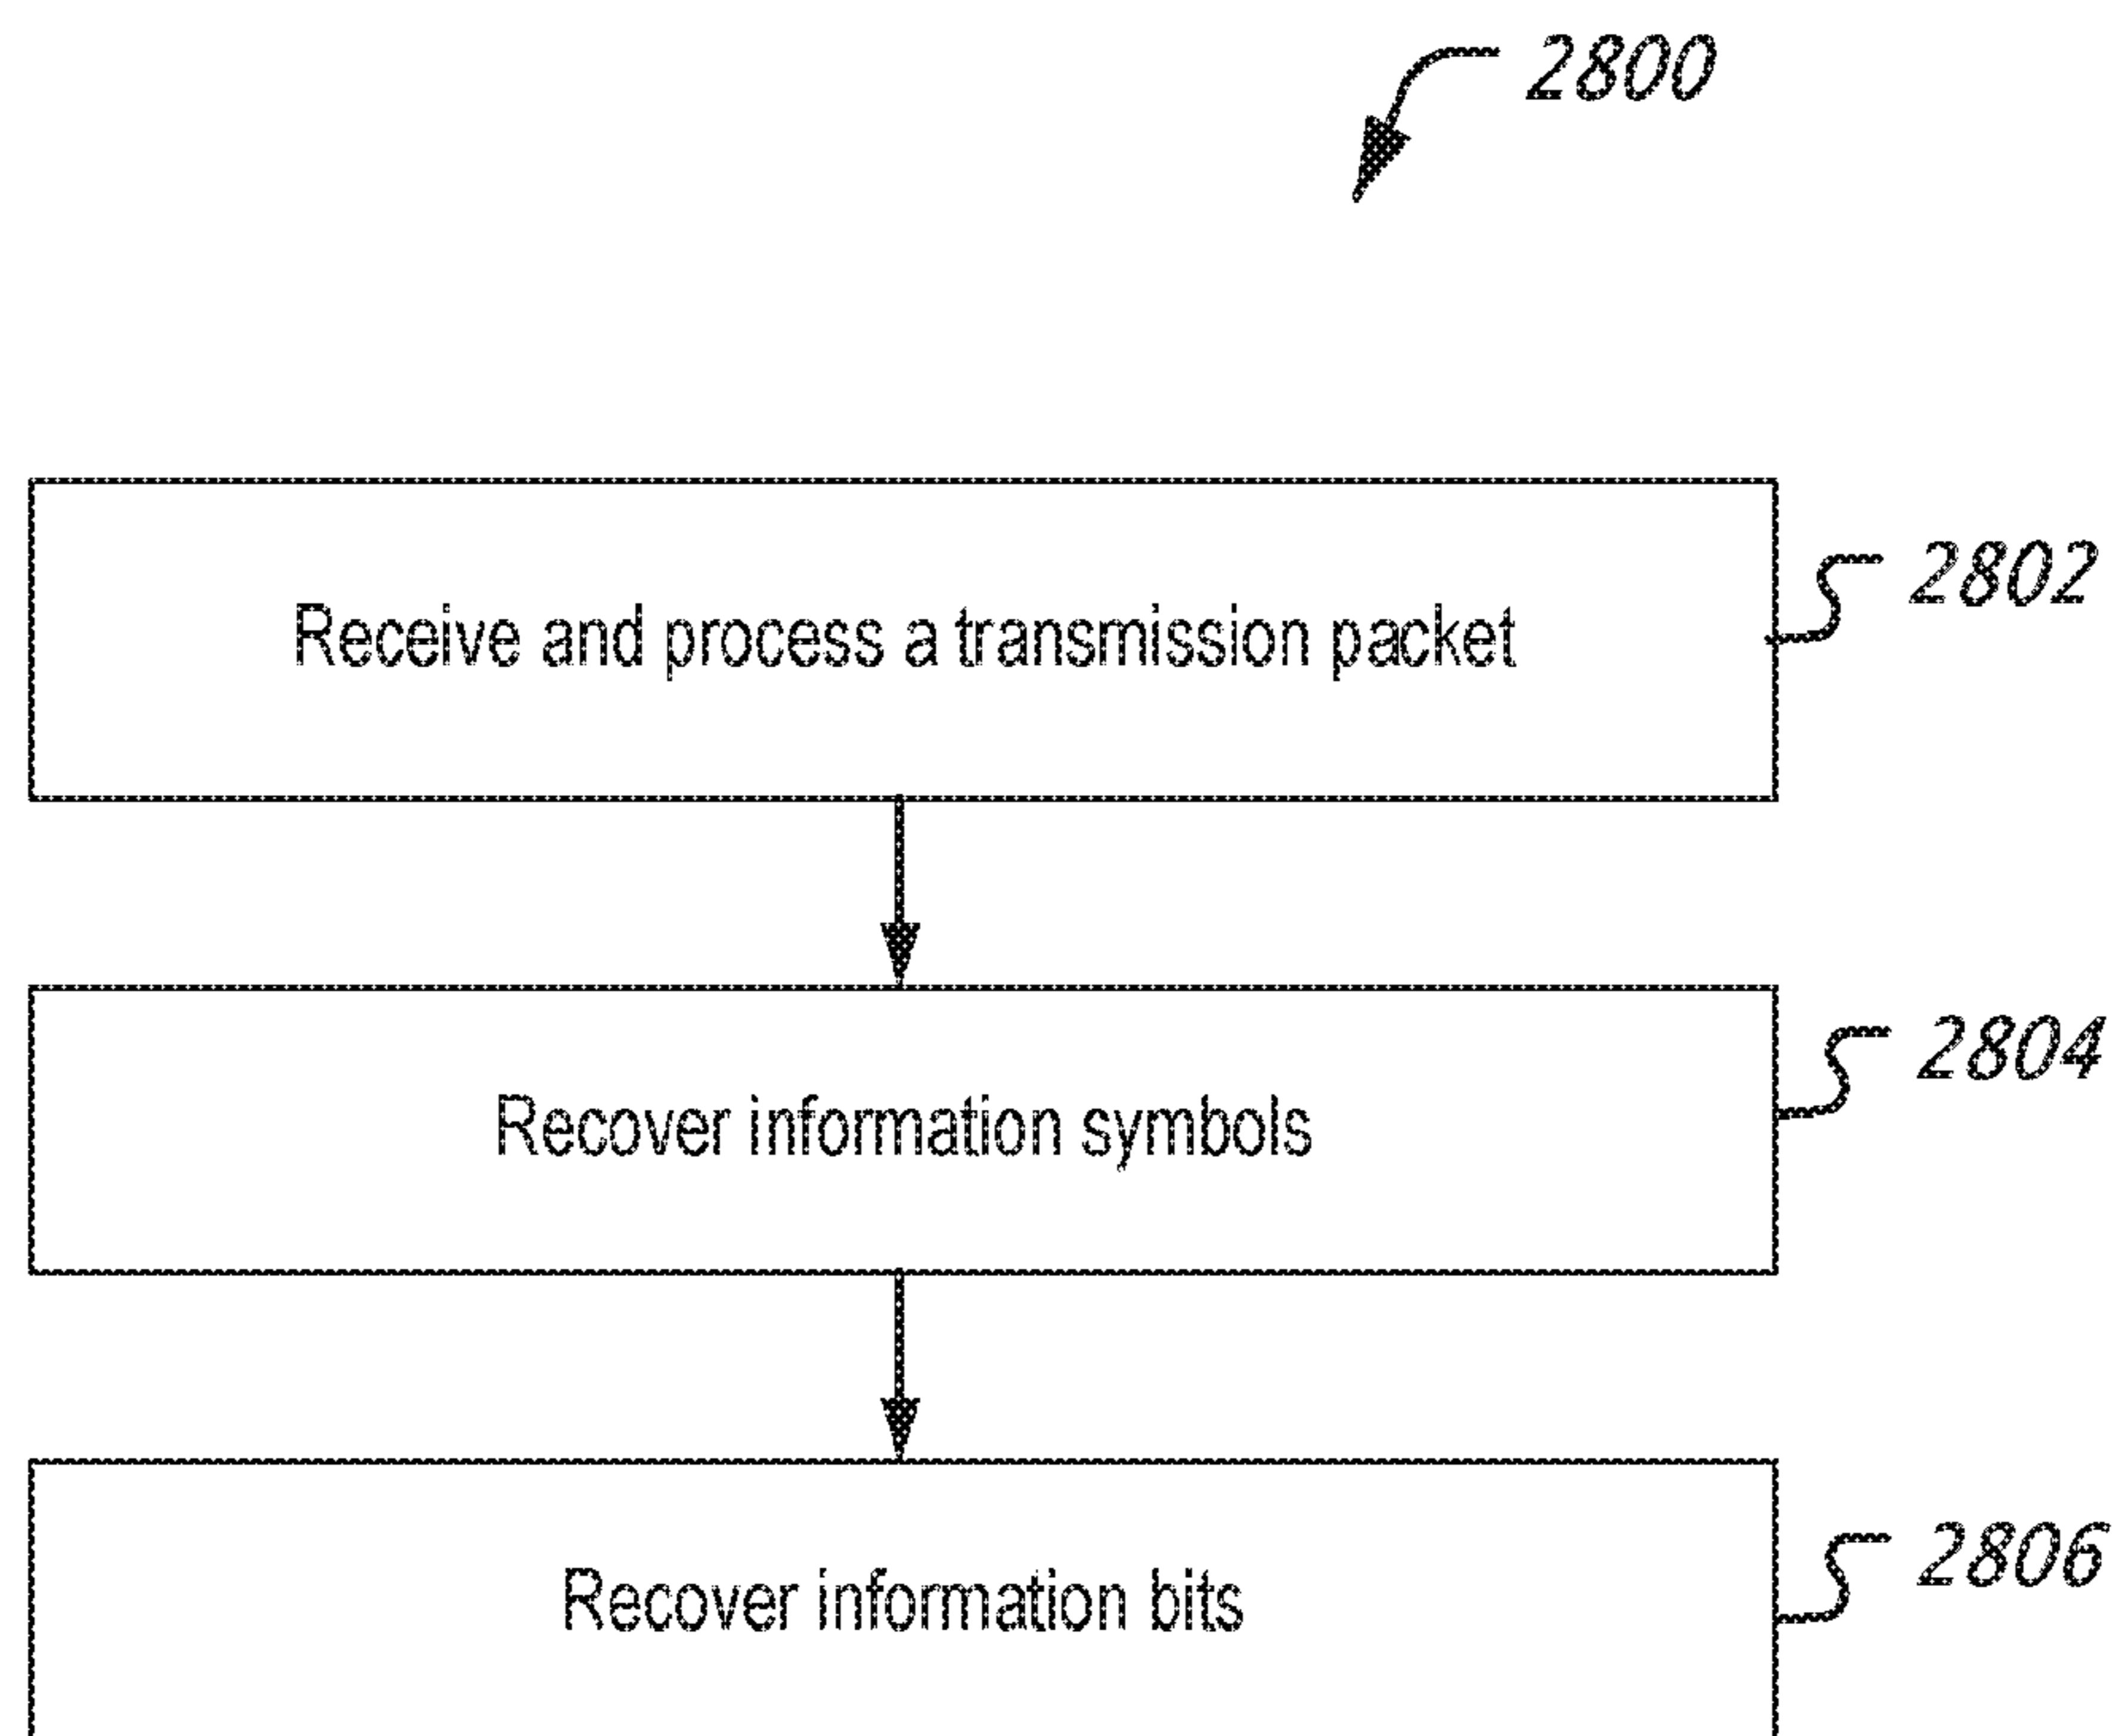 2800
Receive and process a transmission packet
2802
Recover information symbols
2804
Recover information bits
2806